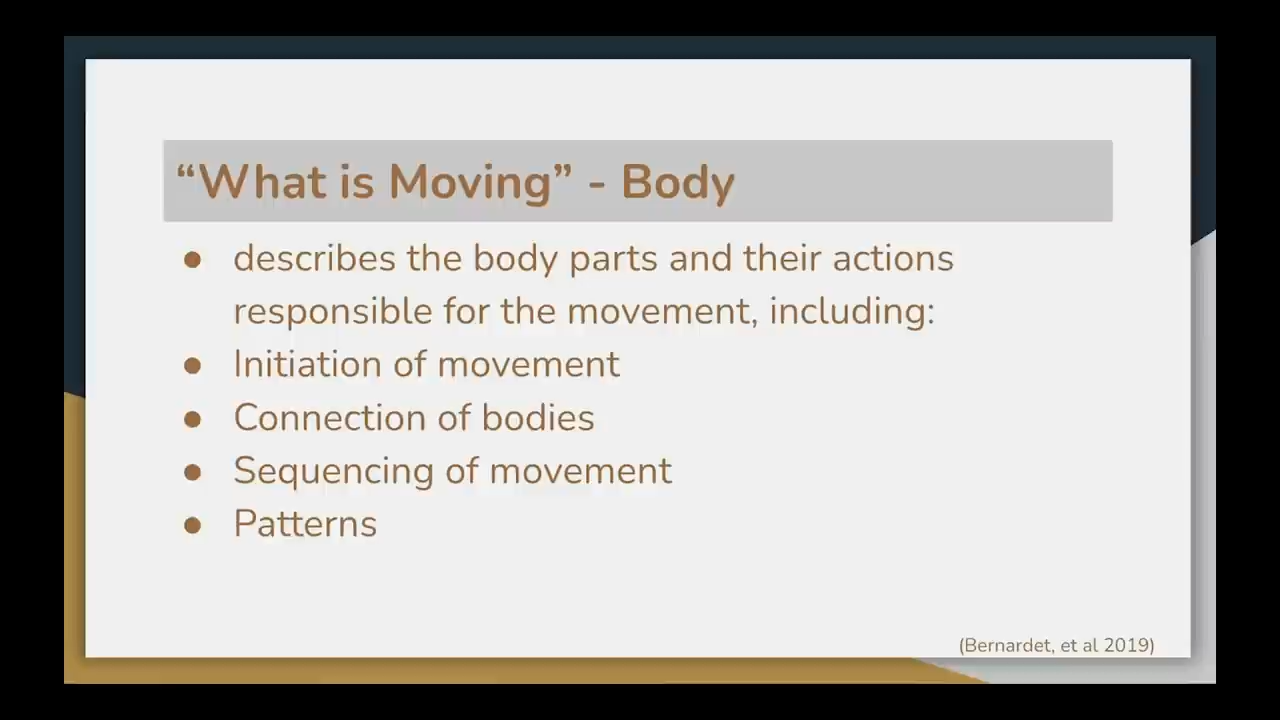 “What is Moving” - Body
● describes the body parts and their actions
responsible for the movement, including:
● Initiation of movement
● Connection of bodies
● Sequencing of movement
● Patterns
(Bernardet, et al 2019)